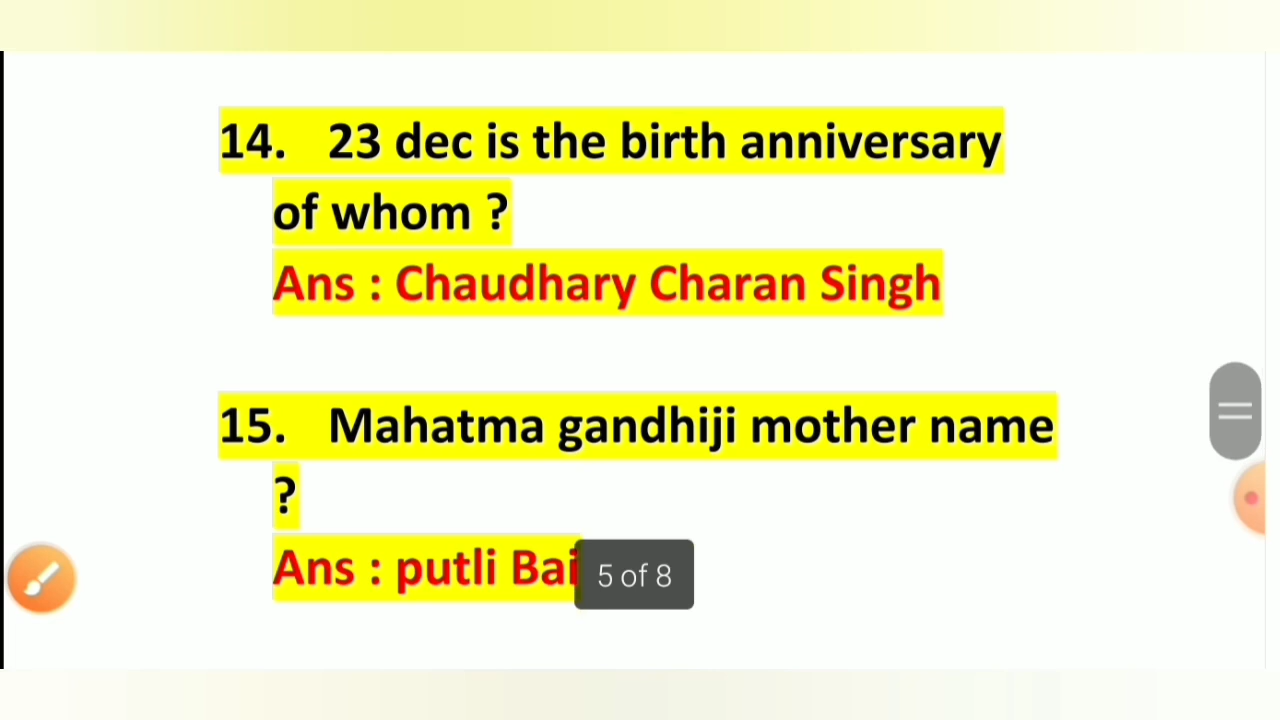 14. 23 dec is the birth anniversary
of whom ?
Ans : Chaudhary Charan Singh
15. Mahatma gandhiji mother name
?
Ans : putli Bai
5 of 8